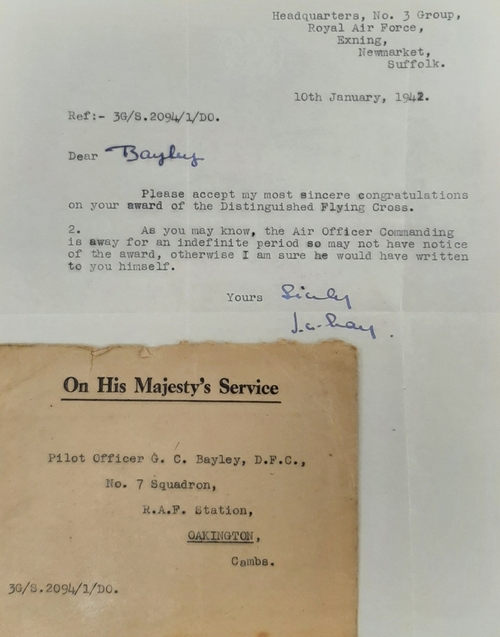 Headquarters, No. 3 Group,
Royal Air Force,
Exning,
Newmarket,
Suffolk.
10th January, 1942.
Ref:- 3G/S.2094/1/DO.
Dear Bayley
Please accept my most sincere congratulations
on your award of the Distinguished Flying Cross.
2. As you may know, the Air Officer Commanding
is away for an indefinite period so may not have notice
of the award, otherwise I am sure he would have written
to you himself.
Yours
On His Majesty's Service
Pilot Officer G. C. Bayley, D.F.C.,
No. 7 Squadron,
R.A.F. Station,
OAKINGTON,
Cambs.
3G/S.2094/1/DO.